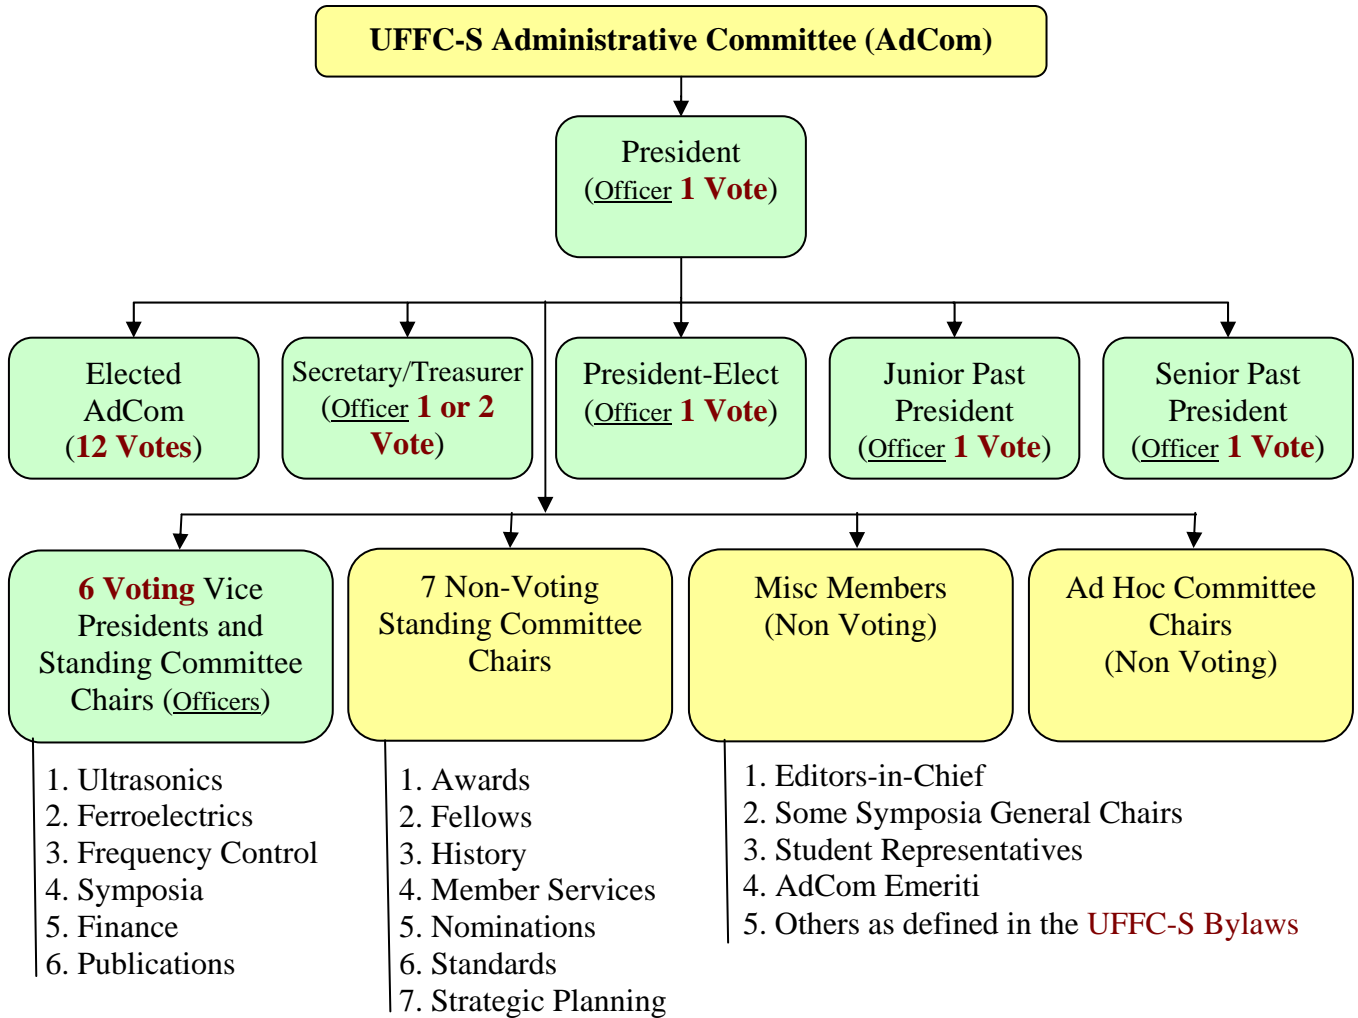 UFFC-S Administrative Committee (AdCom)
President
(Officer 1 Vote)
Elected
AdCom
(12 Votes)
Secretary/Treasurer
(Officer 1 or 2
Vote)
President-Elect
(Officer 1 Vote)
Junior Past
President
(Officer 1 Vote)
Senior Past
President
(Officer 1 Vote)
6 Voting Vice
Presidents and
Standing Committee
Chairs (Officers)
7 Non-Voting
Standing Committee
Chairs
Misc Members
(Non Voting)
Ad Hoc Committee
Chairs
(Non Voting)
1. Ultrasonics
2. Ferroelectrics
3. Frequency Control
4. Symposia
5. Finance
6. Publications
1. Awards
2. Fellows
3. History
4. Member Services
5. Nominations
6. Standards
7. Strategic Planning
1. Editors-in-Chief
2. Some Symposia General Chairs
3. Student Representatives
4. AdCom Emeriti
5. Others as defined in the UFFC-S Bylaws